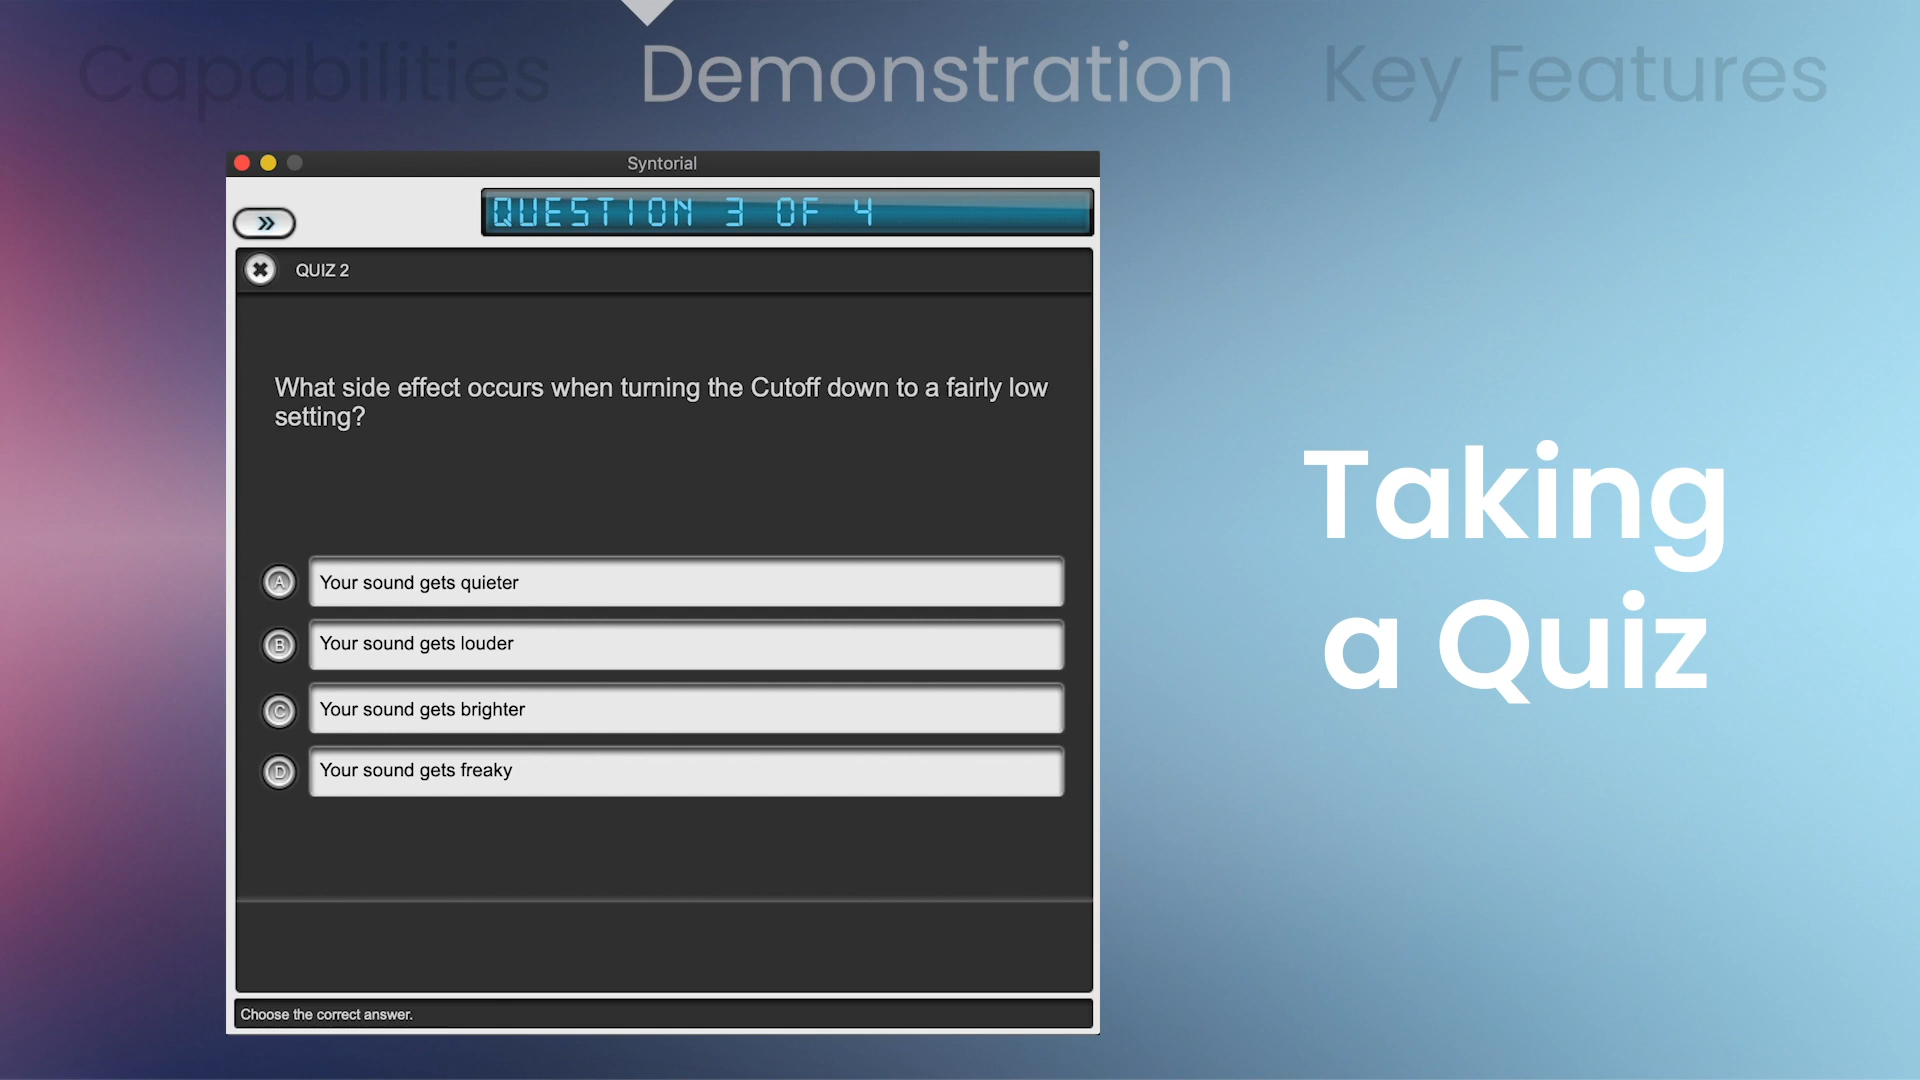 Capabilities Demonstration Key Features
Syntorial
»
QUESTION 3 OF 4
QUIZ 2
What side effect occurs when turning the Cutoff down to a fairly low
setting?
A Your sound gets quieter
B Your sound gets louder
C Your sound gets brighter
D Your sound gets freaky
Choose the correct answer.
Taking
a Quiz